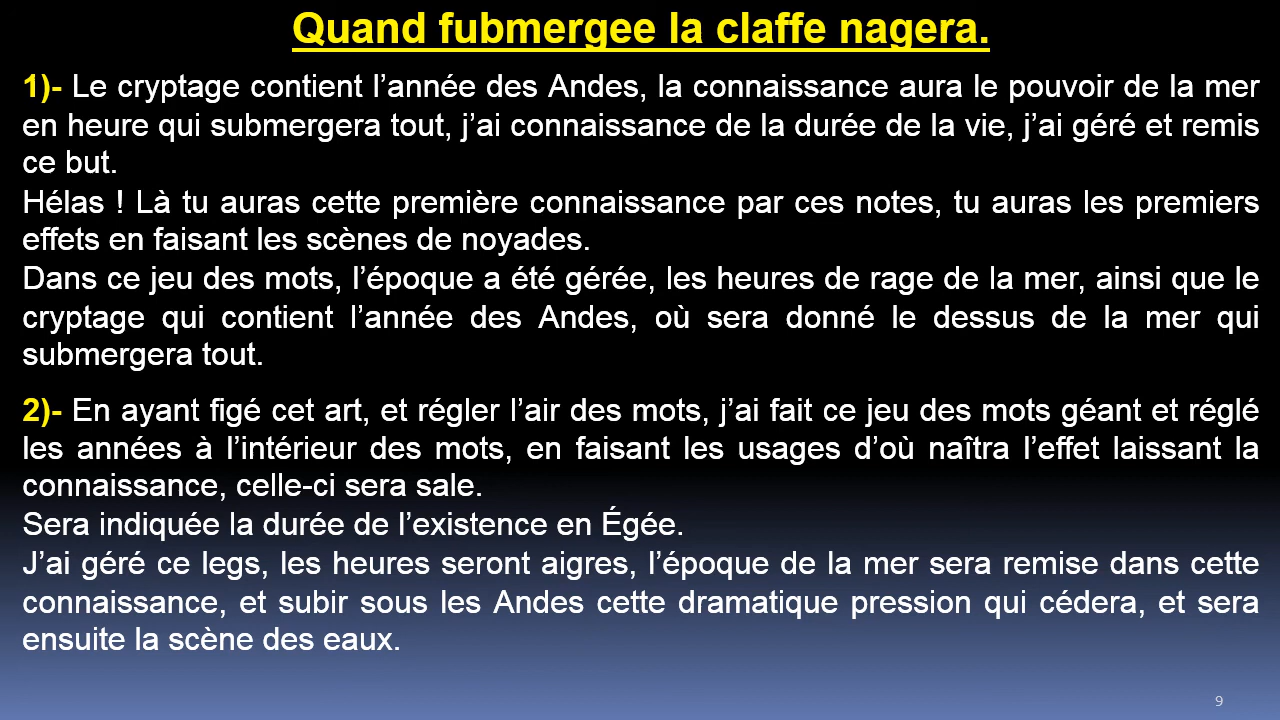 Quand fubmergee la claffe nagera.
1)- Le cryptage contient l’année des Andes, la connaissance aura le pouvoir de la mer
en heure qui submergera tout, j’ai connaissance de la durée de la vie, j’ai géré et remis
ce but.
Hélas ! Là tu auras cette première connaissance par ces notes, tu auras les premiers
effets en faisant les scènes de noyades.
Dans ce jeu des mots, l’époque a été gérée, les heures de rage de la mer, ainsi que le
cryptage qui contient l’année des Andes, où sera donné le dessus de la mer qui
submergera tout.
2)- En ayant figé cet art, et régler l’air des mots, j’ai fait ce jeu des mots géant et réglé
les années à l’intérieur des mots, en faisant les usages d’où naîtra l’effet laissant la
connaissance, celle-ci sera sale.
Sera indiquée la durée de l’existence en Égée.
J’ai géré ce legs, les heures seront aigres, l’époque de la mer sera remise dans cette
connaissance, et subir sous les Andes cette dramatique pression qui cédera, et sera
ensuite la scène des eaux.
9